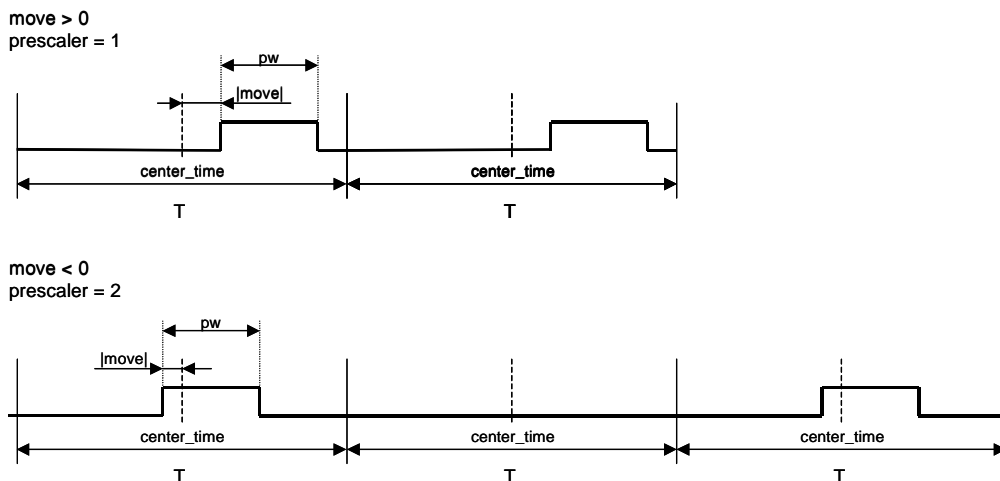 move > 0
prescaler = 1
pw
|move|
center_time
center_time
T
T
move < 0
prescaler = 2
pw
|move|
center_time
center_time
center_time
T
T
T